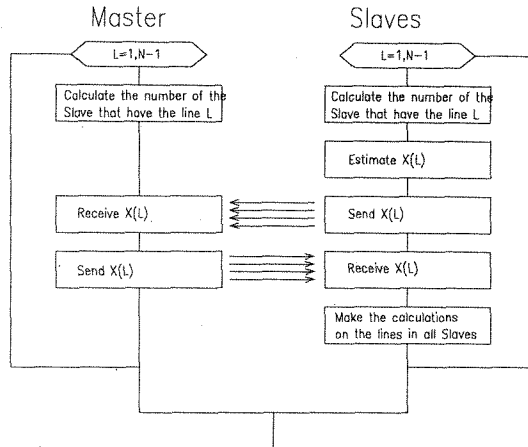 Master
Slaves
L=1,N-1
L=1,N-1
Calculate the number of the
Slave that have the line L
Calculate the number of the
Slave that have the line L
Estimate X(L)
Receive X(L)
Send X(L)
Send X(L)
Receive X(L)
Make the calculations
on the lines in all Slaves